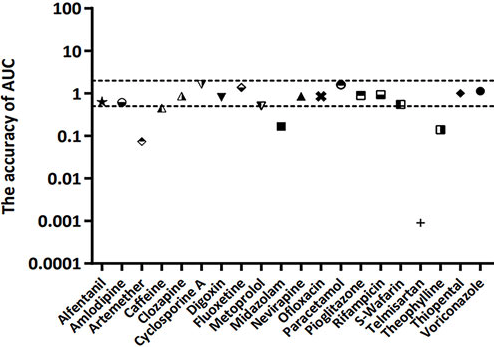 The accuracy of AUC
100
10
1
0.1
0.01
0.001
0.0001
Alfentanil
Amlodipine
Artemether
Caffeine
Clozapine
Cyclosporine A
Digoxin
Fluoxetine
Metoprolol
Midazolam
Nevirapine
Ofloxacin
Paracetamol
Pioglitazone
Rifampicin
S-Wafarin
Telmisartan
Theophylline
Thiopental
Voriconazole